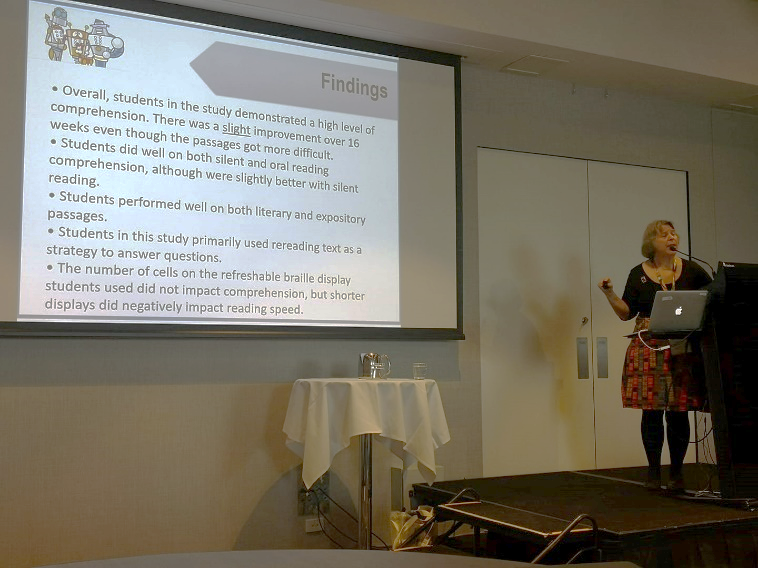 Findings
• Overall, students in the study demonstrated a high level of
comprehension. There was a slight improvement over 16
weeks even though the passages got more difficult.
• Students did well on both silent and oral reading
comprehension, although were slightly better with silent
reading.
• Students performed well on both literary and expository
passages.
• Students in this study primarily used rereading text as a
strategy to answer questions.
• The number of cells on the refreshable braille display
students used did not impact comprehension, but shorter
displays did negatively impact reading speed.